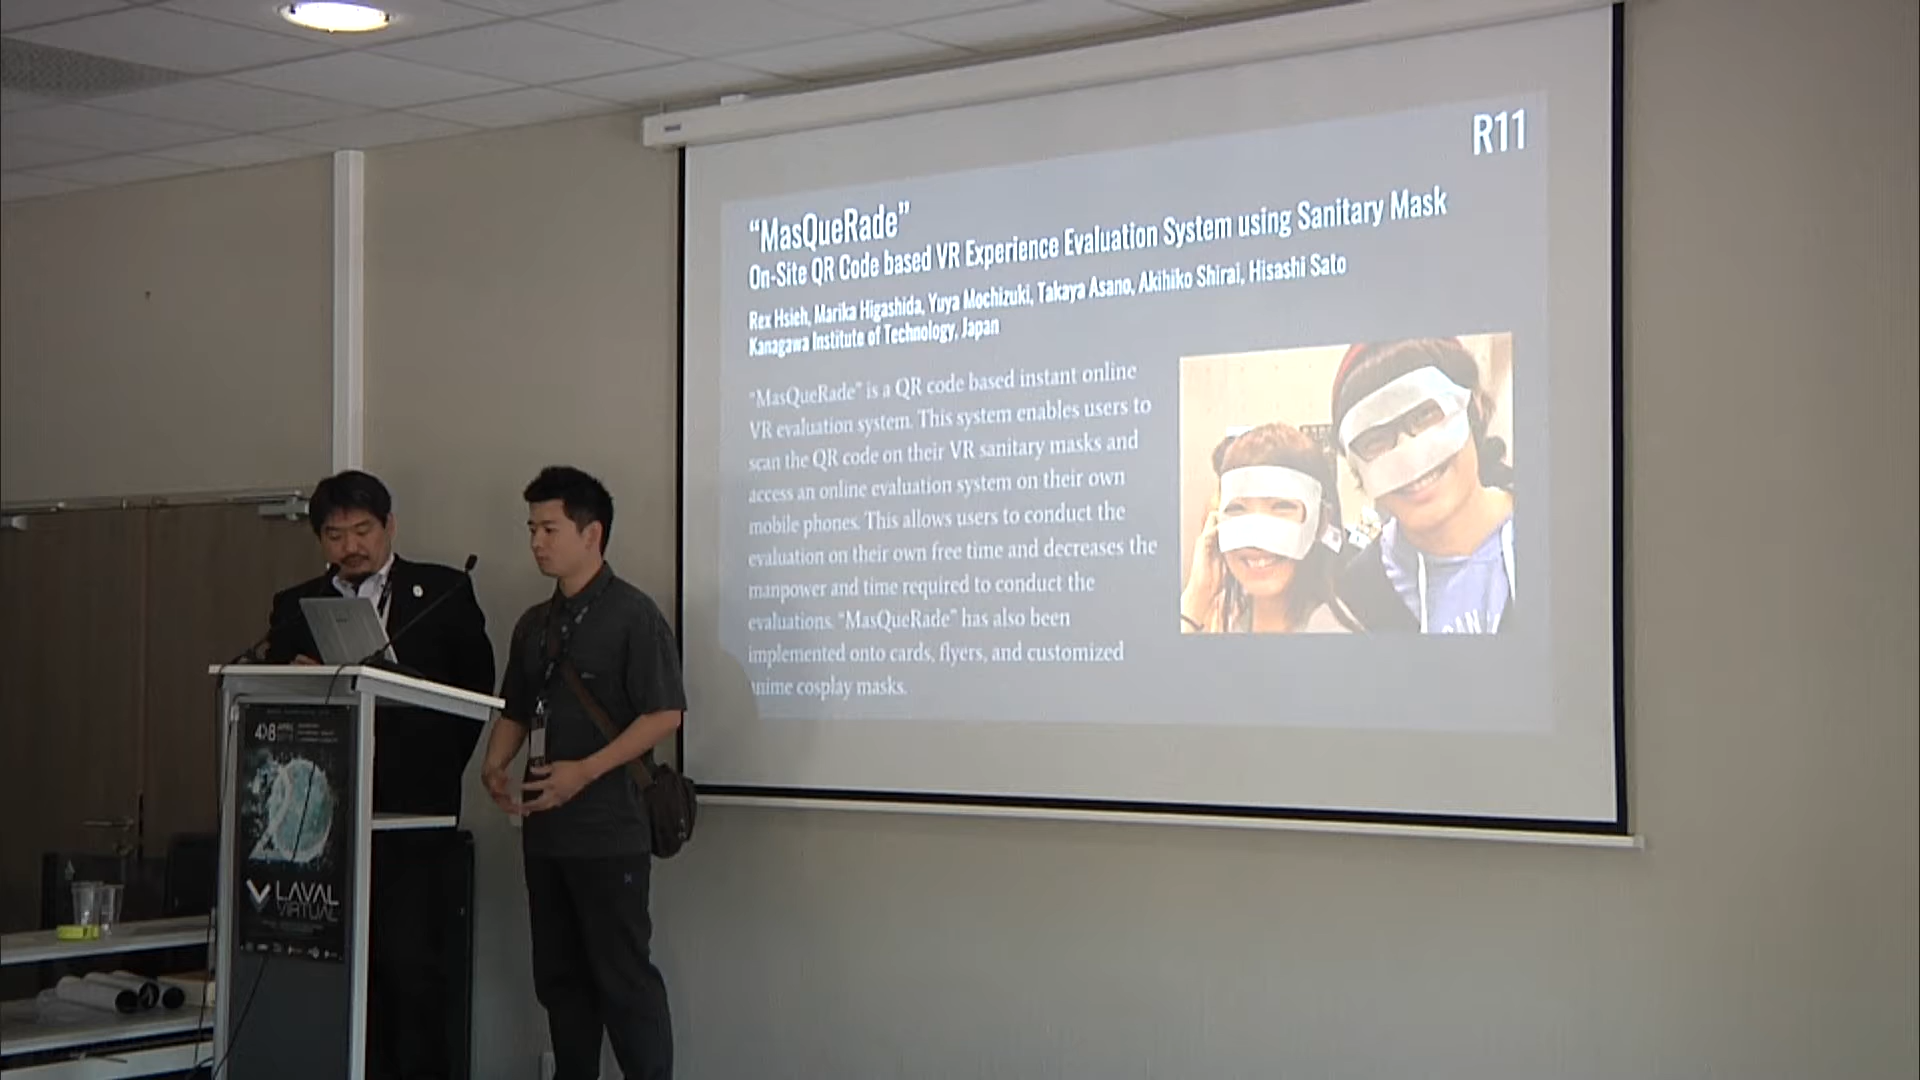 R11
“MasQueRade”
On-Site QR Code based VR Experience Evaluation System using Sanitary Mask
Rex Hsieh, Marika Higashida, Yuya Mochizuki, Takaya Asano, Akihiko Shirai, Hisashi Sato
Kanagawa Institute of Technology, Japan
“MasQueRade” is a QR code based instant online
VR evaluation system. This system enables users to
scan the QR code on their VR sanitary masks and
access an online evaluation system on their own
mobile phones. This allows users to conduct the
evaluation on their own free time and decreases the
manpower and time required to conduct the
evaluations. “MasQueRade” has also been
implemented onto cards, flyers, and customized
anime cosplay masks.
LAVAL
VIRTUAL